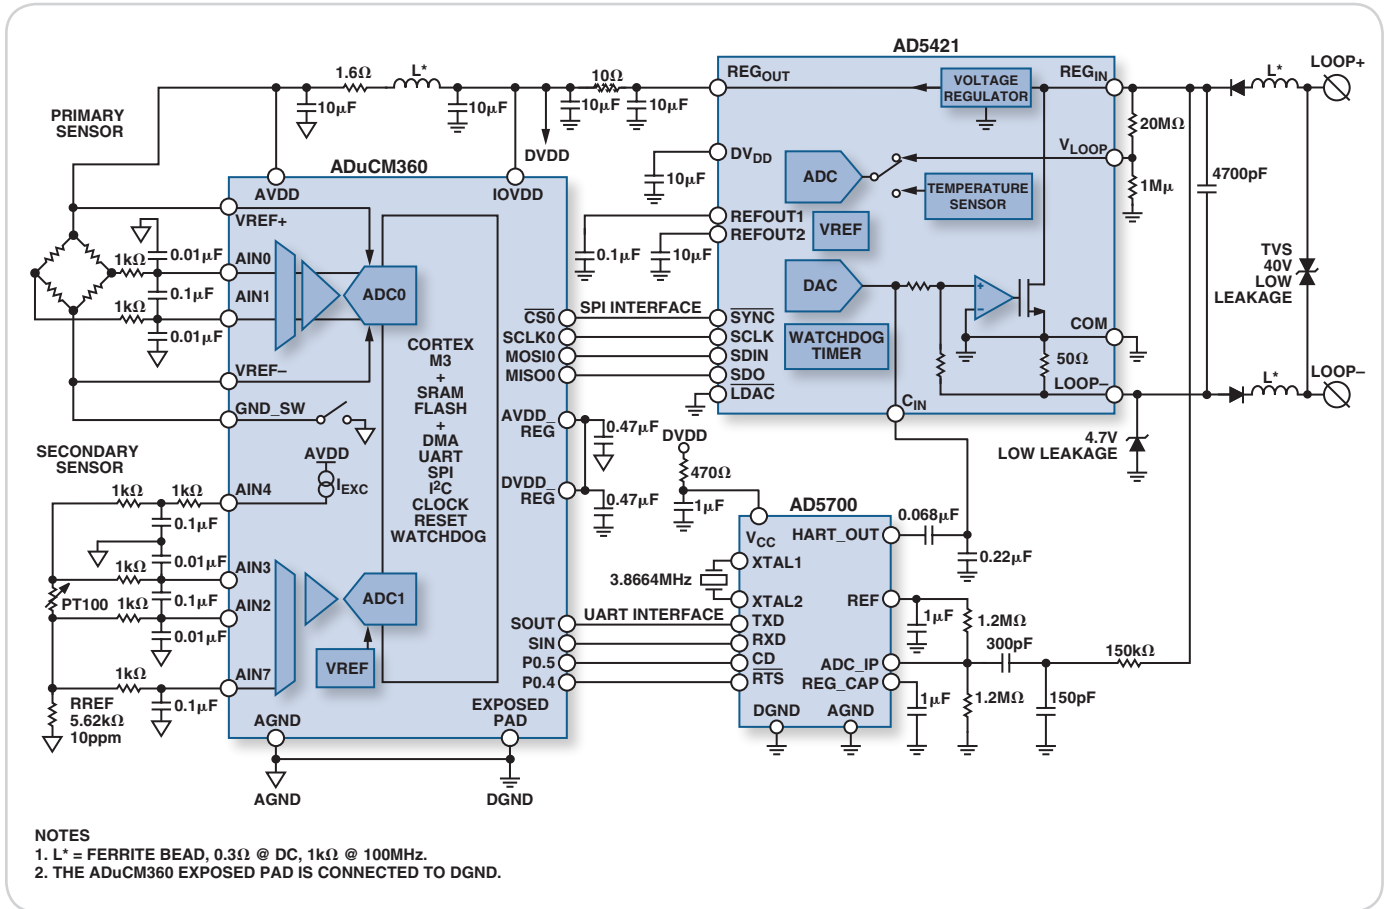 AD5421
LOOP+
1.6Ω
L*
10Ω
REGOUT
VOLTAGE
REGULATOR
REGIN
L*
PRIMARY
SENSOR
10µF
10µF
10µF
10µF
20MΩ
DVDD
VLOOP
ADuCM360
DVDD
10µF
ADC
4700pF
AVDD
IOVDD
TEMPERATURE
SENSOR
1Mµ
VREF+
REFOUT1
REFOUT2
VREF
0.01µF
1kΩ
AIN0
0.1µF
10µF
TVS
40V
LOW
LEAKAGE
0.1µF
AIN1
ADC0
DAC
1kΩ
CS0
SPI INTERFACE
SYNC
COM
0.01µF
SCLK0
SCLK
WATCHDOG
TIMER
CORTEX
M3
+
SRAM
FLASH
+
DMA
UART
SPI
I2C
CLOCK
RESET
WATCHDOG
MOSI0
SDIN
50Ω
VREF–
MISO0
SDO
LOOP–
LOOP–
L*
LDAC
CIN
GND_SW
AVDD_
REG
0.47µF
DVDD
4.7V
LOW LEAKAGE
SECONDARY
SENSOR
AVDD
470Ω
IEXC
1kΩ
1kΩ
AIN4
DVDD_
REG
0.47µF
1µF
AD5700
0.068µF
0.1µF
VCC
HART_OUT
0.22µF
0.01µF
XTAL1
1kΩ
AIN3
3.8664MHz
PT100
1kΩ
0.1µF
AIN2
ADC1
XTAL2
REF
1µF
1.2MΩ
0.01µF
SOUT
UART INTERFACE
TXD
SIN
RXD
300pF
150kΩ
P0.5
CD
ADC_IP
1kΩ
AIN7
VREF
P0.4
RTS
REG_CAP
RREF
5.62kΩ
10ppm
0.1µF
1µF
1.2MΩ
150pF
AGND
EXPOSED
PAD
DGND
AGND
AGND
DGND
NOTES
1. L* = FERRITE BEAD, 0.3Ω @ DC, 1kΩ @ 100MHz.
2. THE ADuCM360 EXPOSED PAD IS CONNECTED TO DGND.